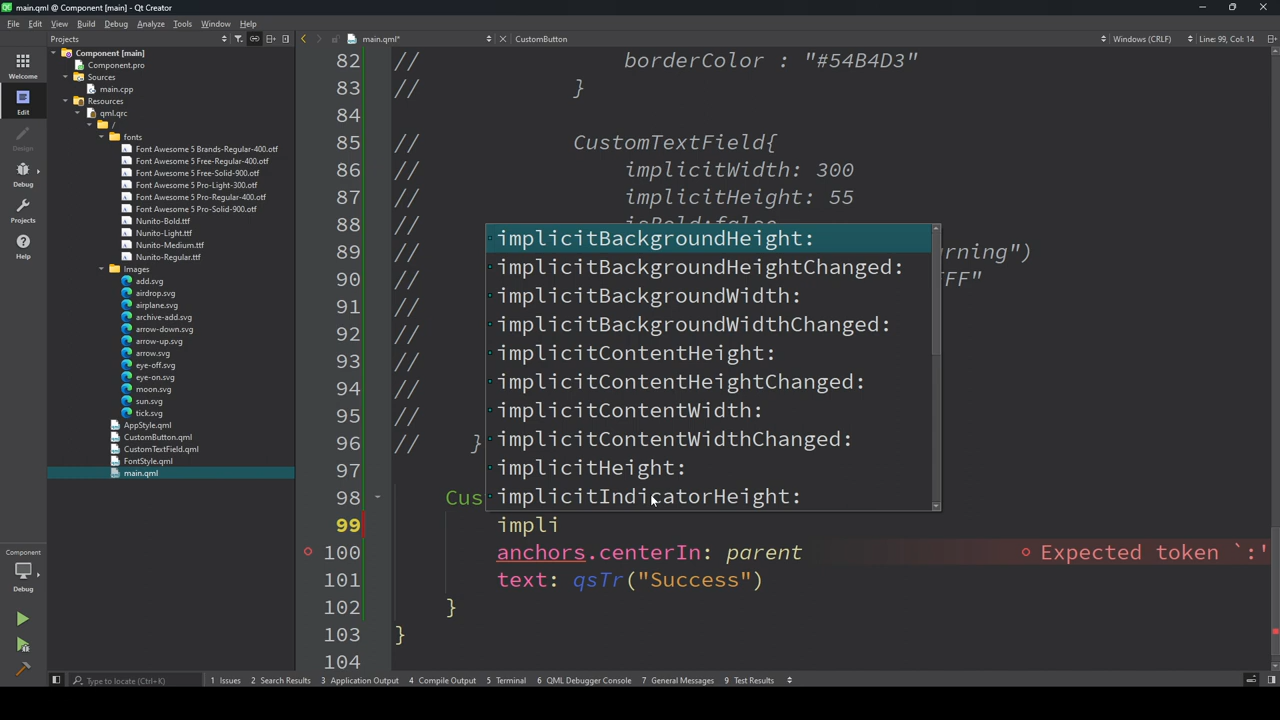 main.qml @ Component [main] - Qt Creator
File Edit View Build Debug Analyze Tools Window Help
Projects main.qml* CustomButton Windows (CRLF) Line: 99, Col: 14
Welcome
Edit
Design
Debug
Projects
Help
Component
Debug
Component [main]
Component.pro
Sources
main.cpp
Resources
qml.qrc
/
fonts
Font Awesome 5 Brands-Regular-400.otf
Font Awesome 5 Free-Regular-400.otf
Font Awesome 5 Free-Solid-900.otf
Font Awesome 5 Pro-Light-300.otf
Font Awesome 5 Pro-Regular-400.otf
Font Awesome 5 Pro-Solid-900.otf
Nunito-Bold.ttf
Nunito-Light.ttf
Nunito-Medium.ttf
Nunito-Regular.ttf
Images
add.svg
airdrop.svg
airplane.svg
archive-add.svg
arrow-down.svg
arrow-up.svg
arrow.svg
eye-off.svg
eye-on.svg
moon.svg
sun.svg
tick.svg
AppStyle.qml
CustomButton.qml
CustomTextField.qml
FontStyle.qml
main.qml
82 // borderColor : "#54B4D3"
83 // }
84
85 // CustomTextField{
86 // implicitWidth: 300
87 // implicitHeight: 55
88 // isBold:false
89 // rning")
90 // FF"
91 //
92 //
93 //
94 //
95 //
96 // }
97
98 Cus
99 impli
100 anchors.centerIn: parent Expected token `:'
101 text: qsTr("Success")
102 }
103 }
104
implicitBackgroundHeight:
implicitBackgroundHeightChanged:
implicitBackgroundWidth:
implicitBackgroundWidthChanged:
implicitContentHeight:
implicitContentHeightChanged:
implicitContentWidth:
implicitContentWidthChanged:
implicitHeight:
implicitIndicatorHeight:
Type to locate (Ctrl+K) 1 Issues 2 Search Results 3 Application Output 4 Compile Output 5 Terminal 6 QML Debugger Console 7 General Messages 9 Test Results